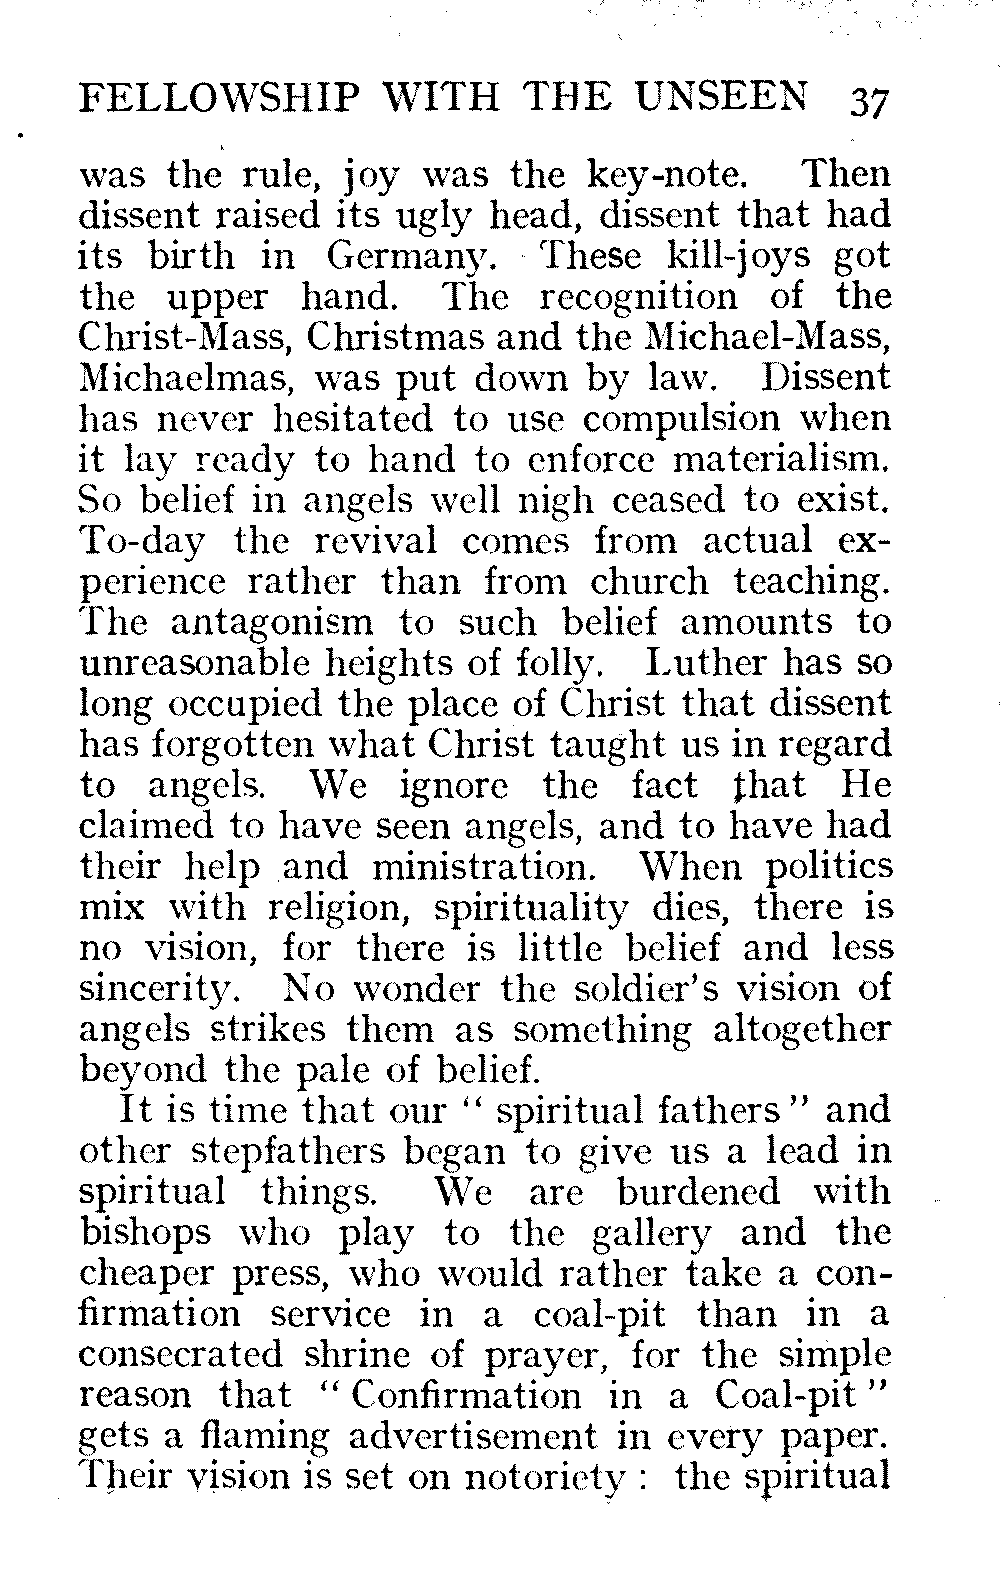 FELLOWSHIP WITH THE UNSEEN 37
was the rule, joy was the key-note. Then
dissent raised its ugly head, dissent that had
its birth in Germany. These kill-joys got
the upper hand. The recognition of the
Christ-Mass, Christmas and the Michael-Mass,
Michaelmas, was put down by law. Dissent
has never hesitated to use compulsion when
it lay ready to hand to enforce materialism.
So belief in angels well nigh ceased to exist.
To-day the revival comes from actual ex-
perience rather than from church teaching.
The antagonism to such belief amounts to
unreasonable heights of folly. Luther has so
long occupied the place of Christ that dissent
has forgotten what Christ taught us in regard
to angels. We ignore the fact that He
claimed to have seen angels, and to have had
their help and ministration. When politics
mix with religion, spirituality dies, there is
no vision, for there is little belief and less
sincerity. No wonder the soldier's vision of
angels strikes them as something altogether
beyond the pale of belief.
It is time that our " spiritual fathers " and
other stepfathers began to give us a lead in
spiritual things. We are burdened with
bishops who play to the gallery and the
cheaper press, who would rather take a con-
firmation service in a coal-pit than in a
consecrated shrine of prayer, for the simple
reason that " Confirmation in a Coal-pit "
gets a flaming advertisement in every paper.
Their vision is set on notoriety : the spiritual